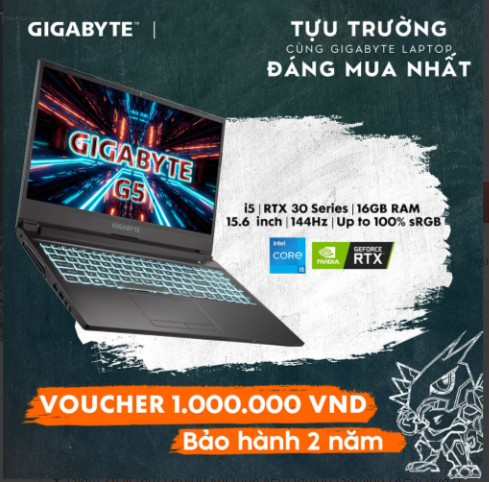 GIGABYTE™ |
TỰU TRƯỜNG
CÙNG GIGABYTE LAPTOP
ĐÁNG MUA NHẤT
GIGABYTE
G5
GIGABYTE
i5 | RTX 30 Series | 16GB RAM
15.6 inch | 144Hz | Up to 100% sRGB
intel
CORE
i5
NVIDIA
GEFORCE
RTX
VOUCHER 1.000.000 VND
Bảo hành 2 năm